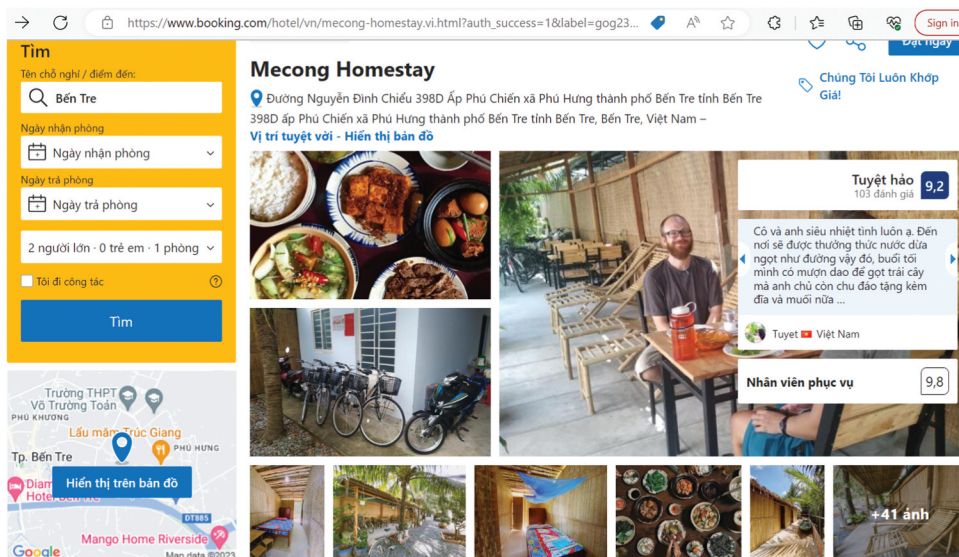 https://www.booking.com/hotel/vn/mecong-homestay.vi.html?auth_success=1&label=gog23...
Sign in
Tìm
Tên chỗ nghỉ / điểm đến:
Bến Tre
Ngày nhận phòng
Ngày nhận phòng
Ngày trả phòng
Ngày trả phòng
2 người lớn · 0 trẻ em · 1 phòng
Tôi đi công tác
Tìm
Đặt ngay
Mecong Homestay
Chúng Tôi Luôn Khớp
Giá!
Đường Nguyễn Đình Chiểu 398D Ấp Phú Chiến xã Phú Hưng thành phố Bến Tre tỉnh Bến Tre
398D ấp Phú Chiến xã Phú Hưng thành phố Bến Tre tỉnh Bến Tre, Bến Tre, Việt Nam –
Vị trí tuyệt vời - Hiển thị bản đồ
Tuyệt hảo
103 đánh giá
9,2
Cô và anh siêu nhiệt tình luôn ạ. Đến
nơi sẽ được thưởng thức nước dừa
ngọt như đường vậy đó, buổi tối
mình có mượn dao để gọt trái cây
mà anh chủ còn chu đáo tặng kèm
đĩa và muối nữa ...
Tuyet
Việt Nam
Nhân viên phục vụ
9,8
+41 ảnh
Trường THPT
Võ Trường Toản
PHÚ KHƯƠNG
Lẩu mắm Trúc Giang
PHÚ HƯNG
Tp. Bến Tre
Hiển thị trên bản đồ
DT885
Mango Home Riverside
Google
Map data ©2023